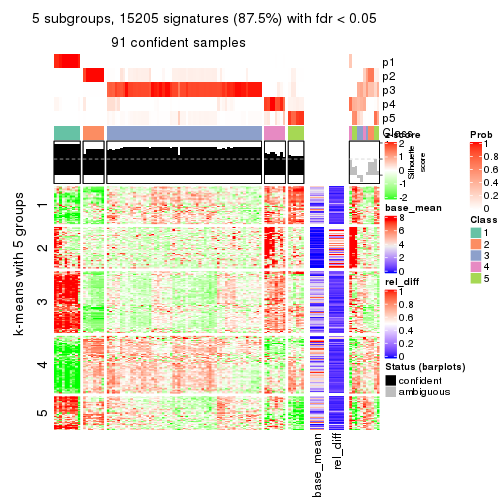 5 subgroups, 15205 signatures (87.5%) with fdr < 0.05
91 confident samples
p1
p2
p3
p4
p5
Class
Silhouette
score
k-means with 5 groups
1
2
3
4
5
base_mean
rel_diff
z-score
2
1
0
-1
-2
base_mean
8
6
4
2
0
rel_diff
1
0.8
0.6
0.4
0.2
0
Status (barplots)
confident
ambiguous
Prob
1
0.8
0.6
0.4
0.2
0
Class
1
2
3
4
5